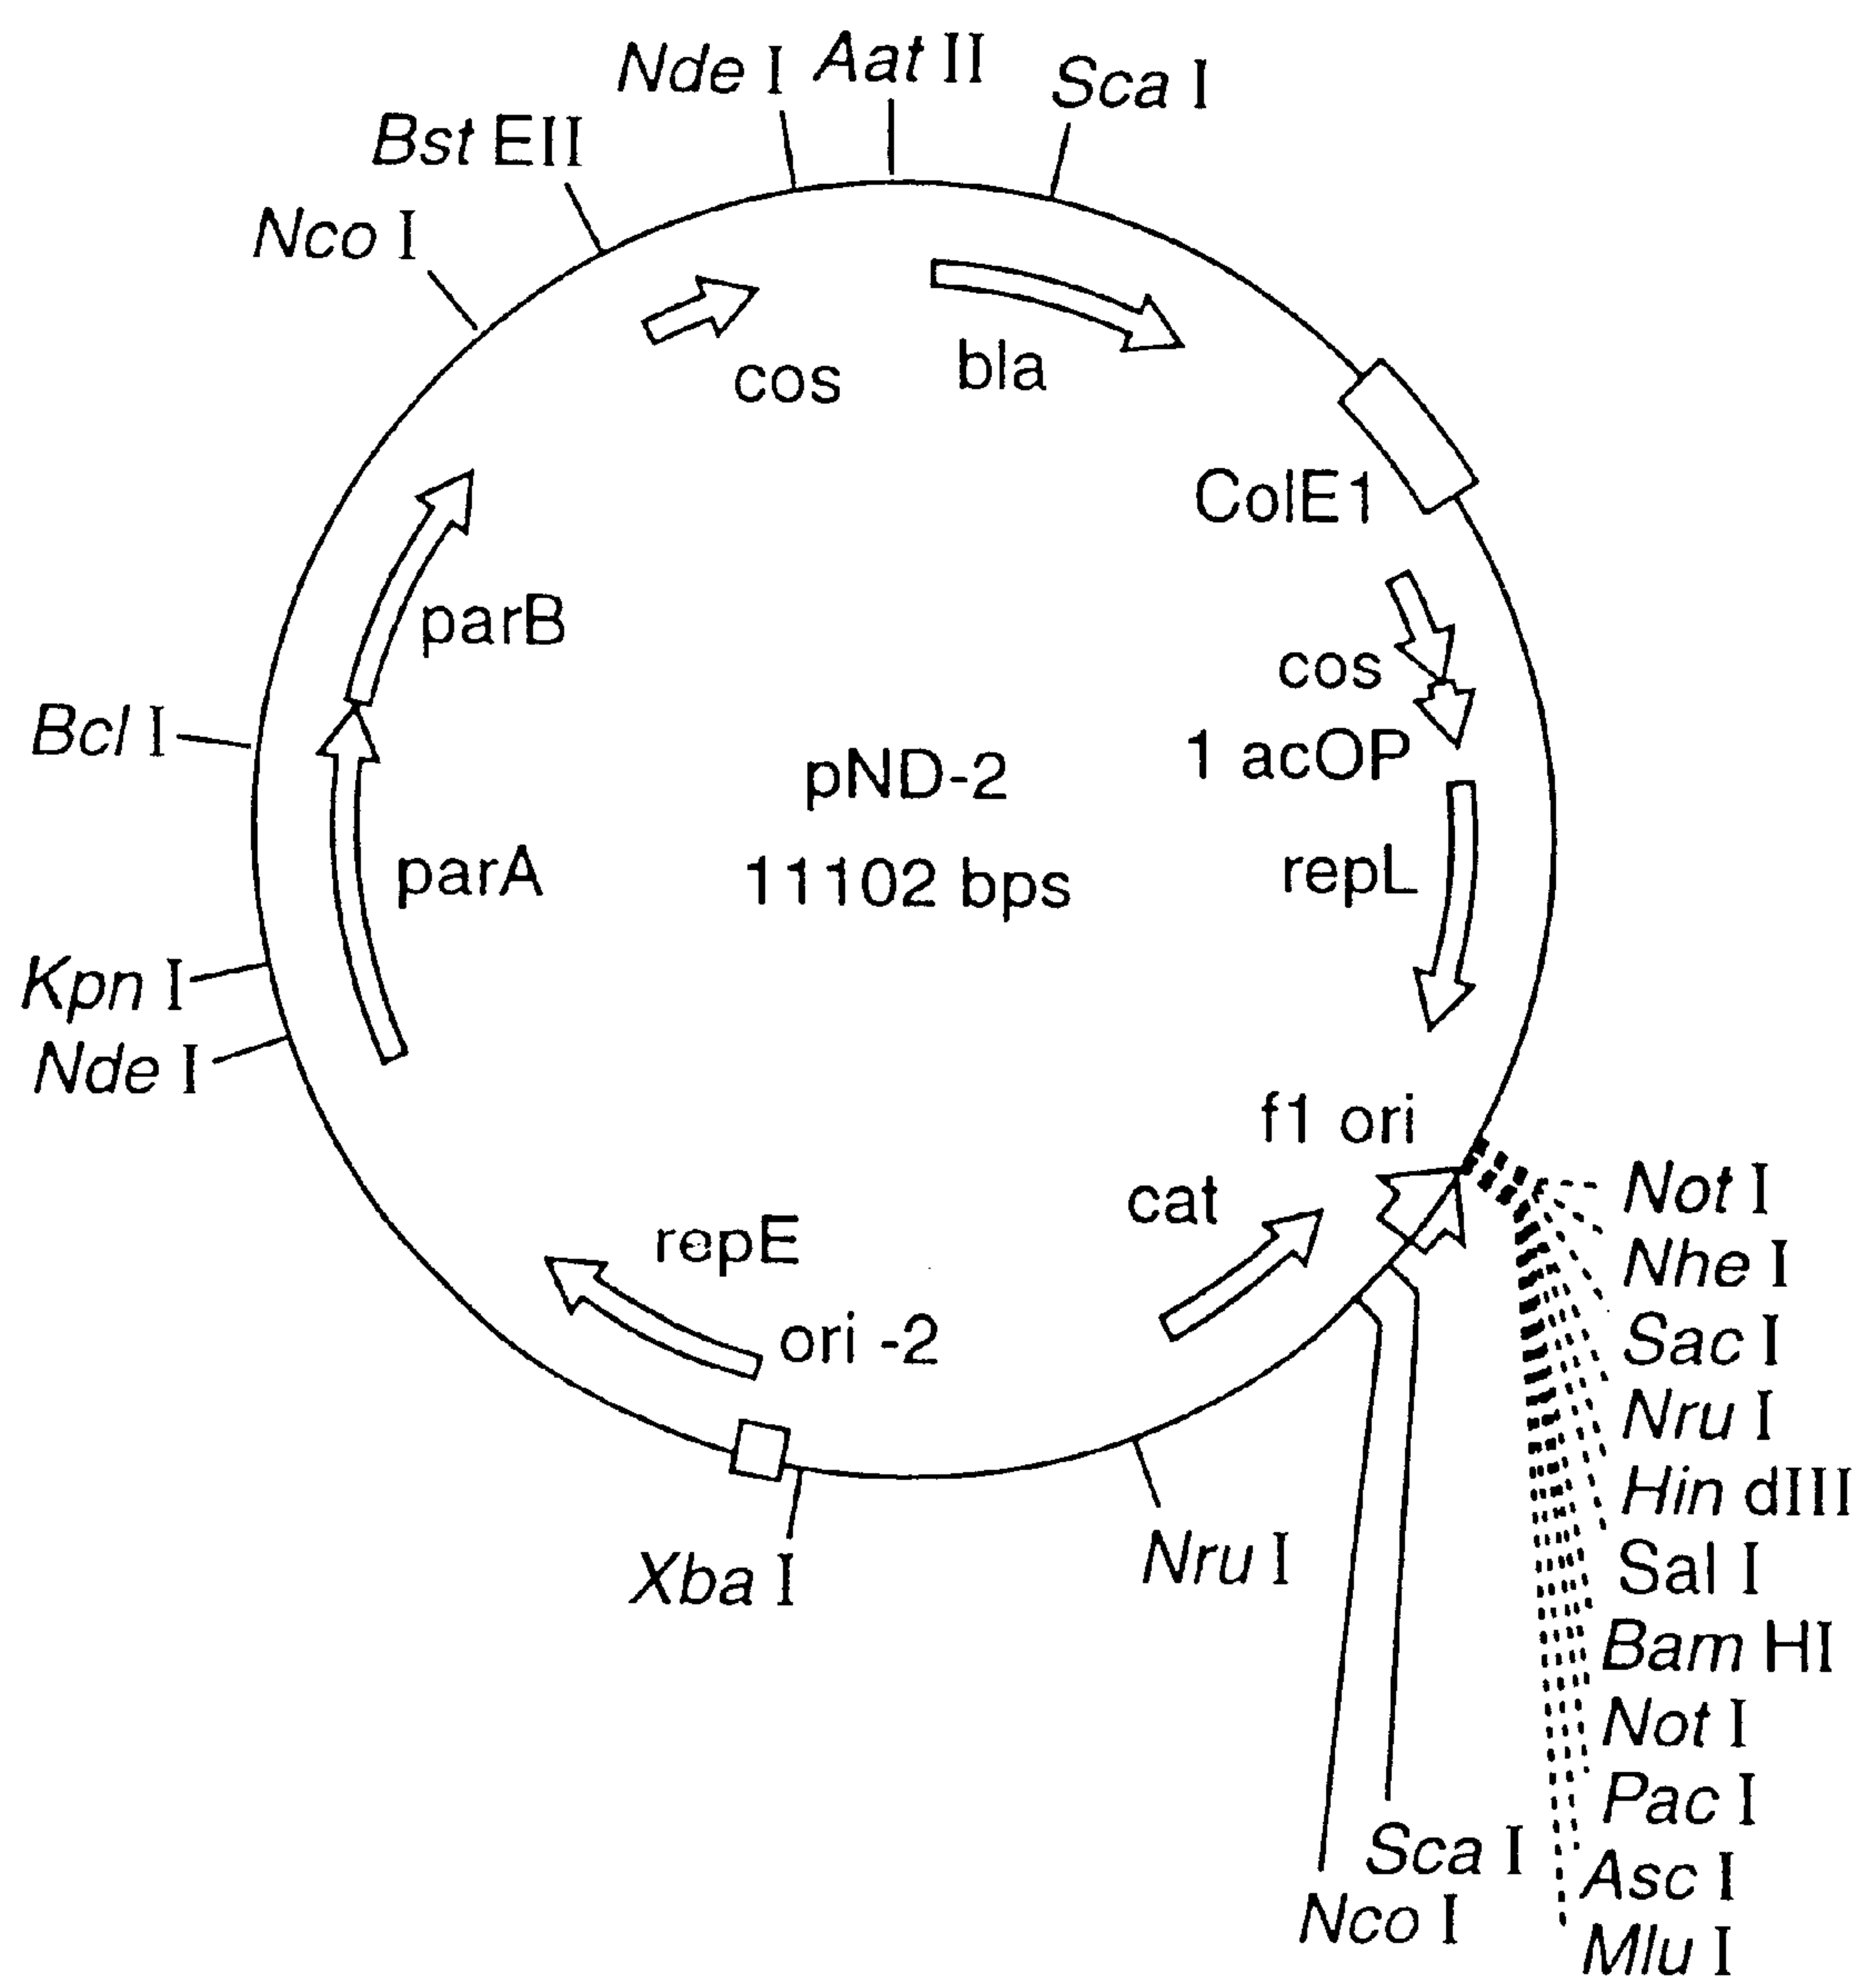 Nde I
Aat II
Sca I
Bst EII
Nco I
cos
bla
ColE1
parB
cos
Bcl I
1 acOP
pND-2
parA
11102 bps
repL
Kpn I
Nde I
f1 ori
cat
Not I
repE
Nhe I
ori -2
Sac I
Nru I
Hin dIII
Xba I
Nru I
Sal I
Bam HI
Not I
Pac I
Sca I
Asc I
Nco I
Mlu I